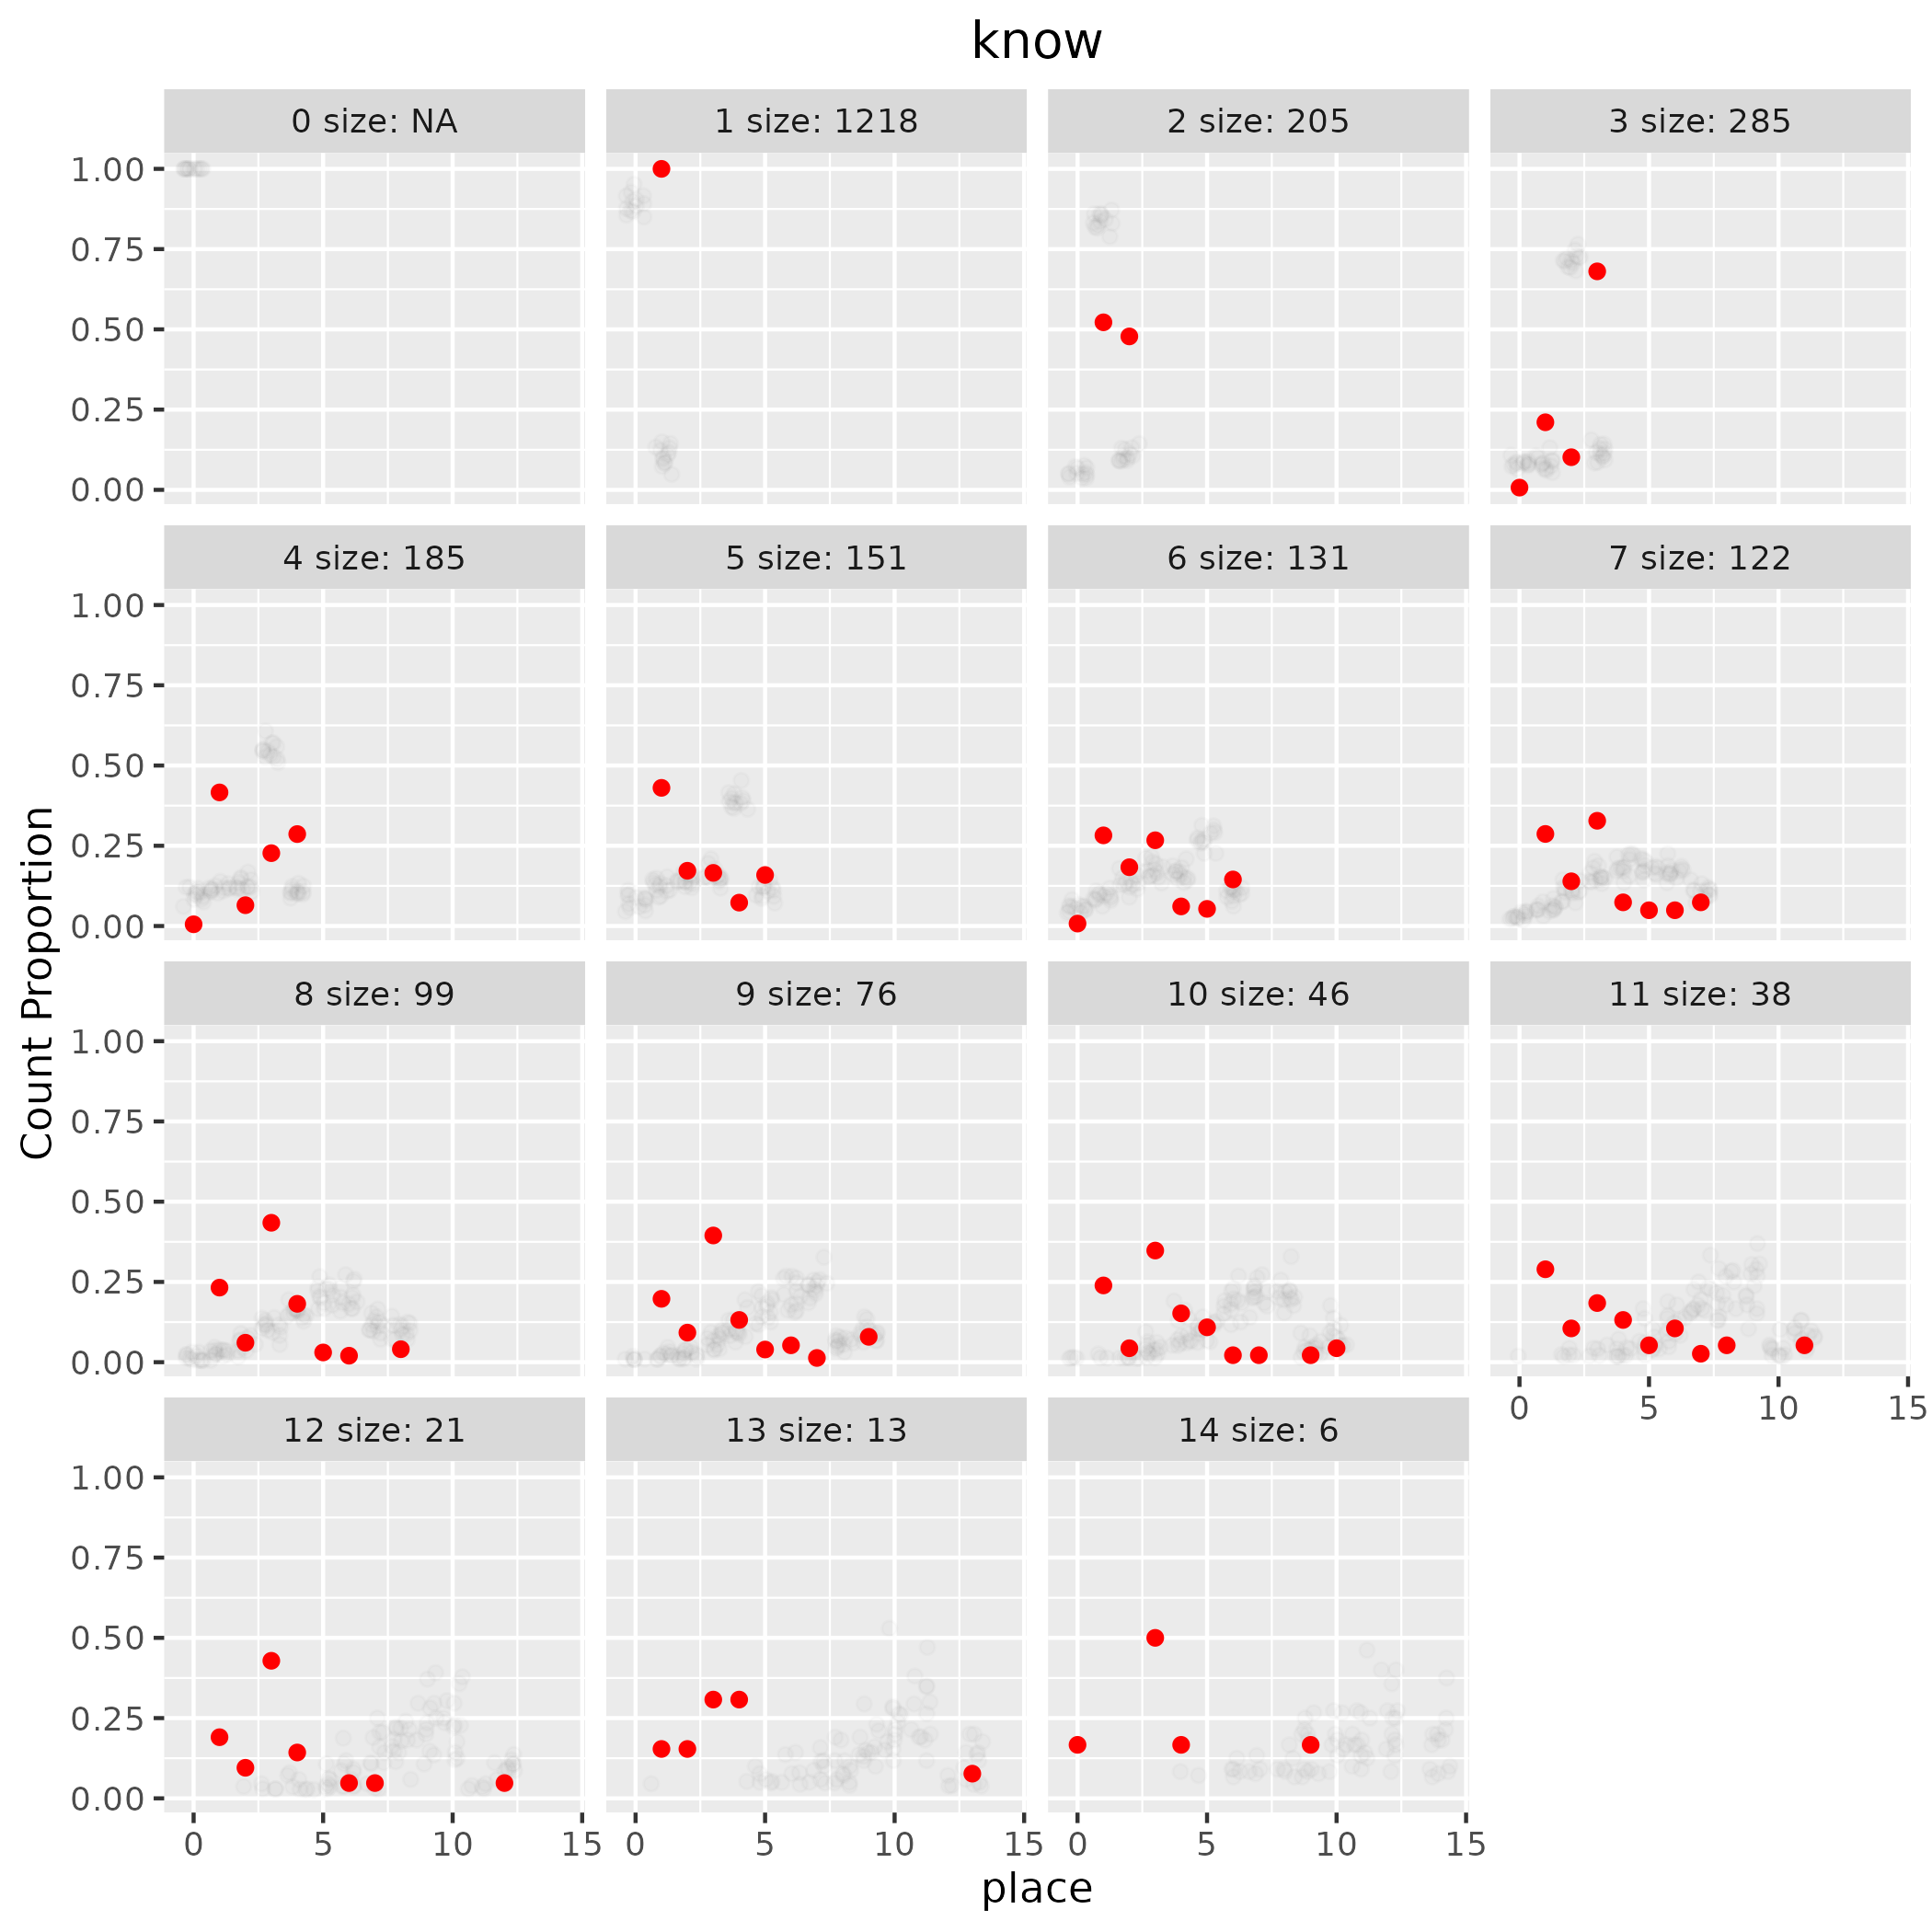 know
0 size: NA
1 size: 1218
2 size: 205
3 size: 285
1.00
0.75
0.50
0.25
0.00
4 size: 185
5 size: 151
6 size: 131
7 size: 122
1.00
0.75
0.50
0.25
0.00
Count Proportion
8 size: 99
9 size: 76
10 size: 46
11 size: 38
1.00
0.75
0.50
0.25
0.00
0 5 10 15
12 size: 21
13 size: 13
14 size: 6
1.00
0.75
0.50
0.25
0.00
0 5 10 15 0 5 10 15 0 5 10 15
place